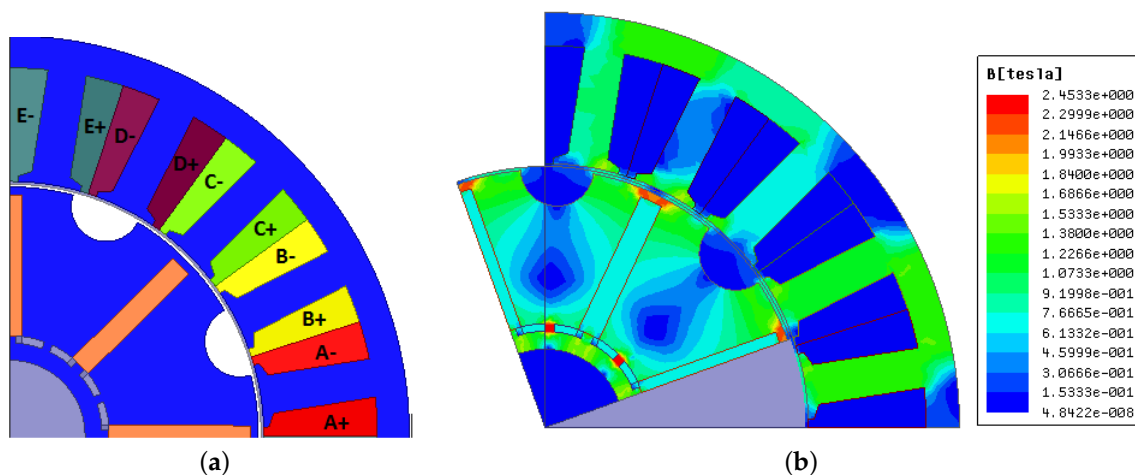 E-
E+
D-
D+
C-
C+
B-
B+
A-
A+
B[tesla]
2.4533e+000
2.2999e+000
2.1466e+000
1.9933e+000
1.8400e+000
1.6866e+000
1.5333e+000
1.3800e+000
1.2266e+000
1.0733e+000
9.1998e-001
7.6665e-001
6.1332e-001
4.5999e-001
3.0666e-001
1.5333e-001
4.8422e-008
(a)
(b)